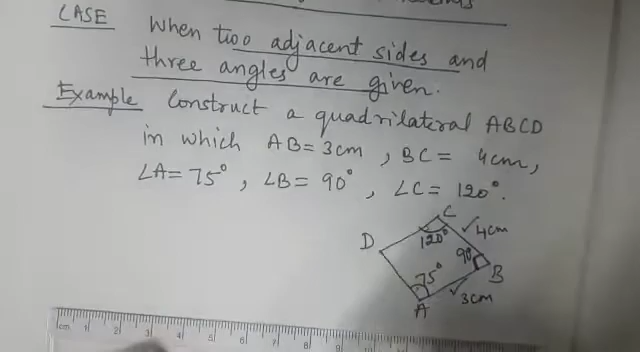 CASE When two adjacent sides and
three angles are given.
Example Construct a quadrilateral ABCD
in which AB = 3cm, BC = 4cm,
∠A = 75°, ∠B = 90°, ∠C = 120°.
C
120° 4cm
D
90
75° B
3cm
A
1cm 1 2 3 4 5 6 7 8 9